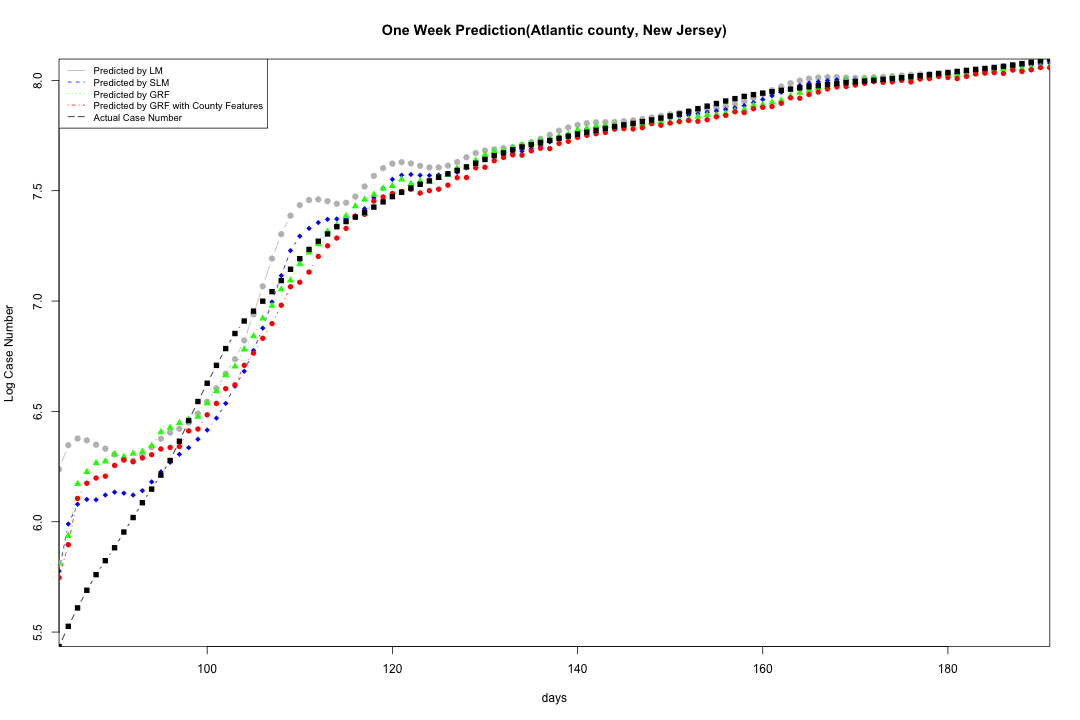 One Week Prediction(Atlantic county, New Jersey)
Predicted by LM
Predicted by SLM
Predicted by GRF
Predicted by GRF with County Features
Actual Case Number
Log Case Number
8.0
7.5
7.0
6.5
6.0
5.5
100 120 140 160 180
days